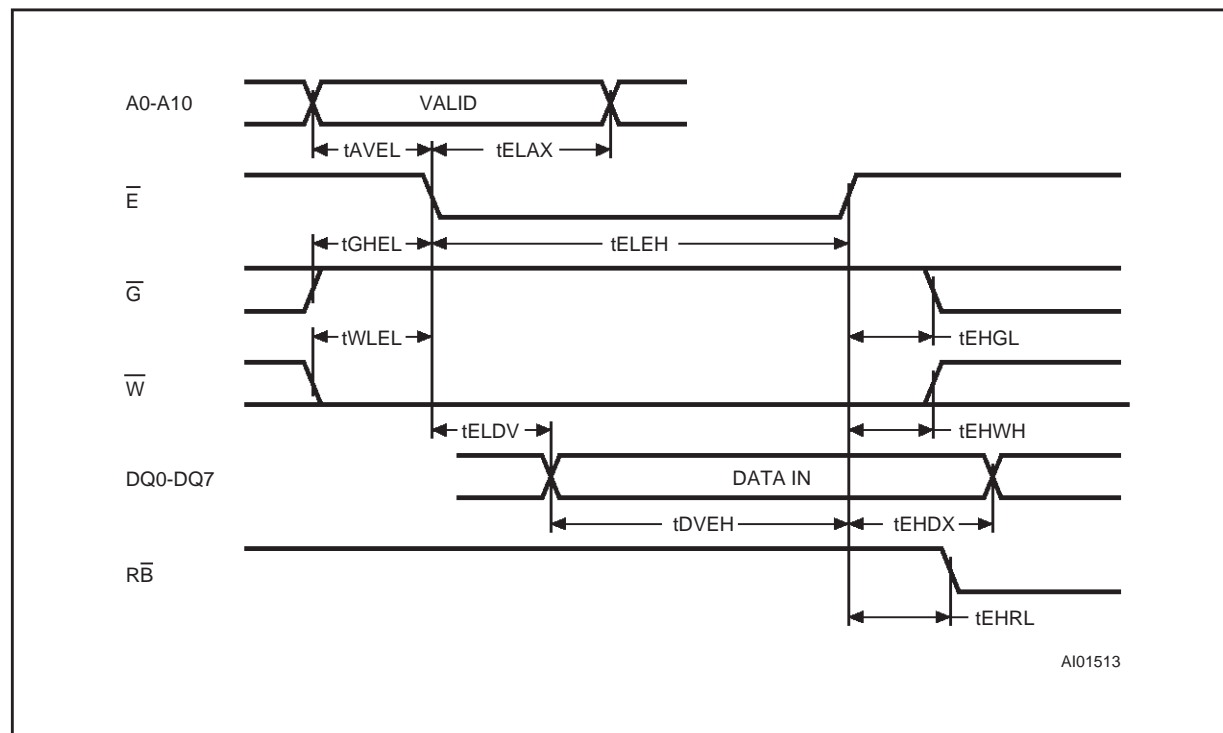 A0-A10
VALID
tAVEL
tELAX
E̅
tGHEL
tELEH
G̅
tWLEL
tEHGL
W̅
tELDV
tEHWH
DQ0-DQ7
DATA IN
tDVEH
tEHDX
RB̅
tEHRL
AI01513